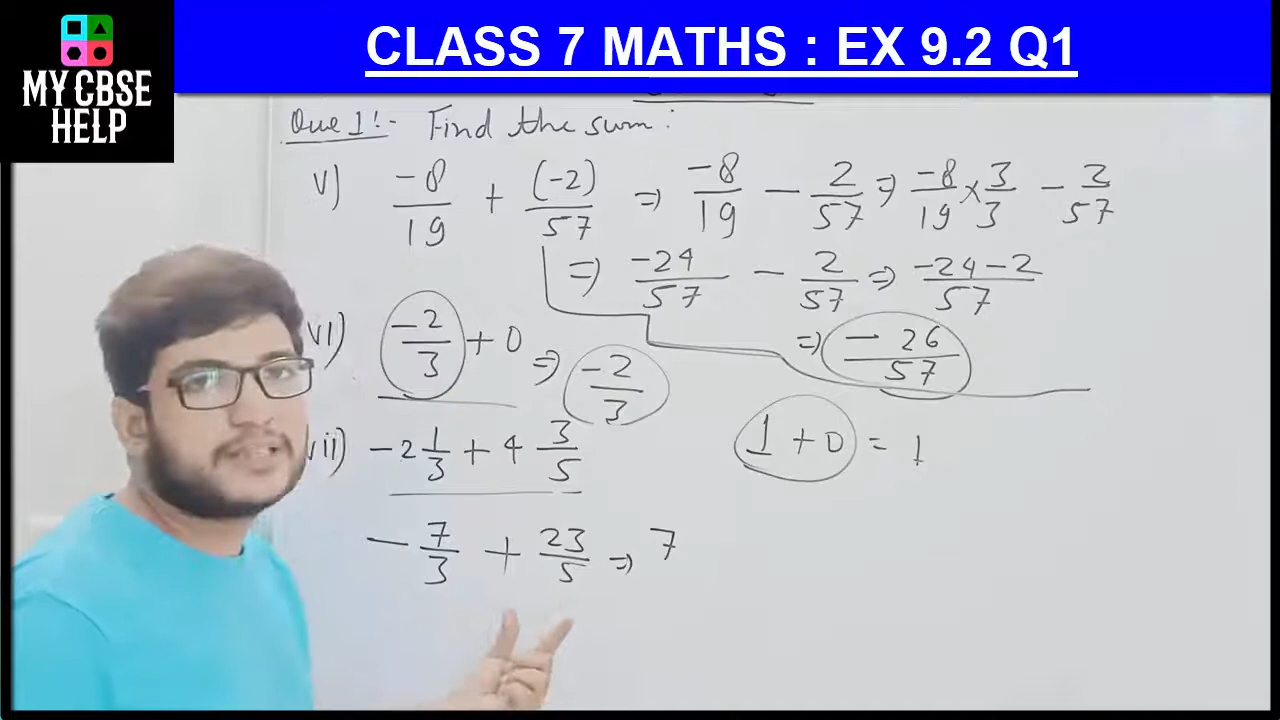 MY CBSE
HELP
CLASS 7 MATHS : EX 9.2 Q1
Que 1!- Find the sum:
v) -8/19 + (-2)/57 ⇒ -8/19 - 2/57 ⇒ -8/19 × 3/3 - 2/57
⇒ -24/57 - 2/57 ⇒ -24-2/57
⇒ -26/57
vi) -2/3 + 0 ⇒ -2/3
vii) -2 1/3 + 4 3/5
1 + 0 = 1
- 7/3 + 23/5 ⇒ 7